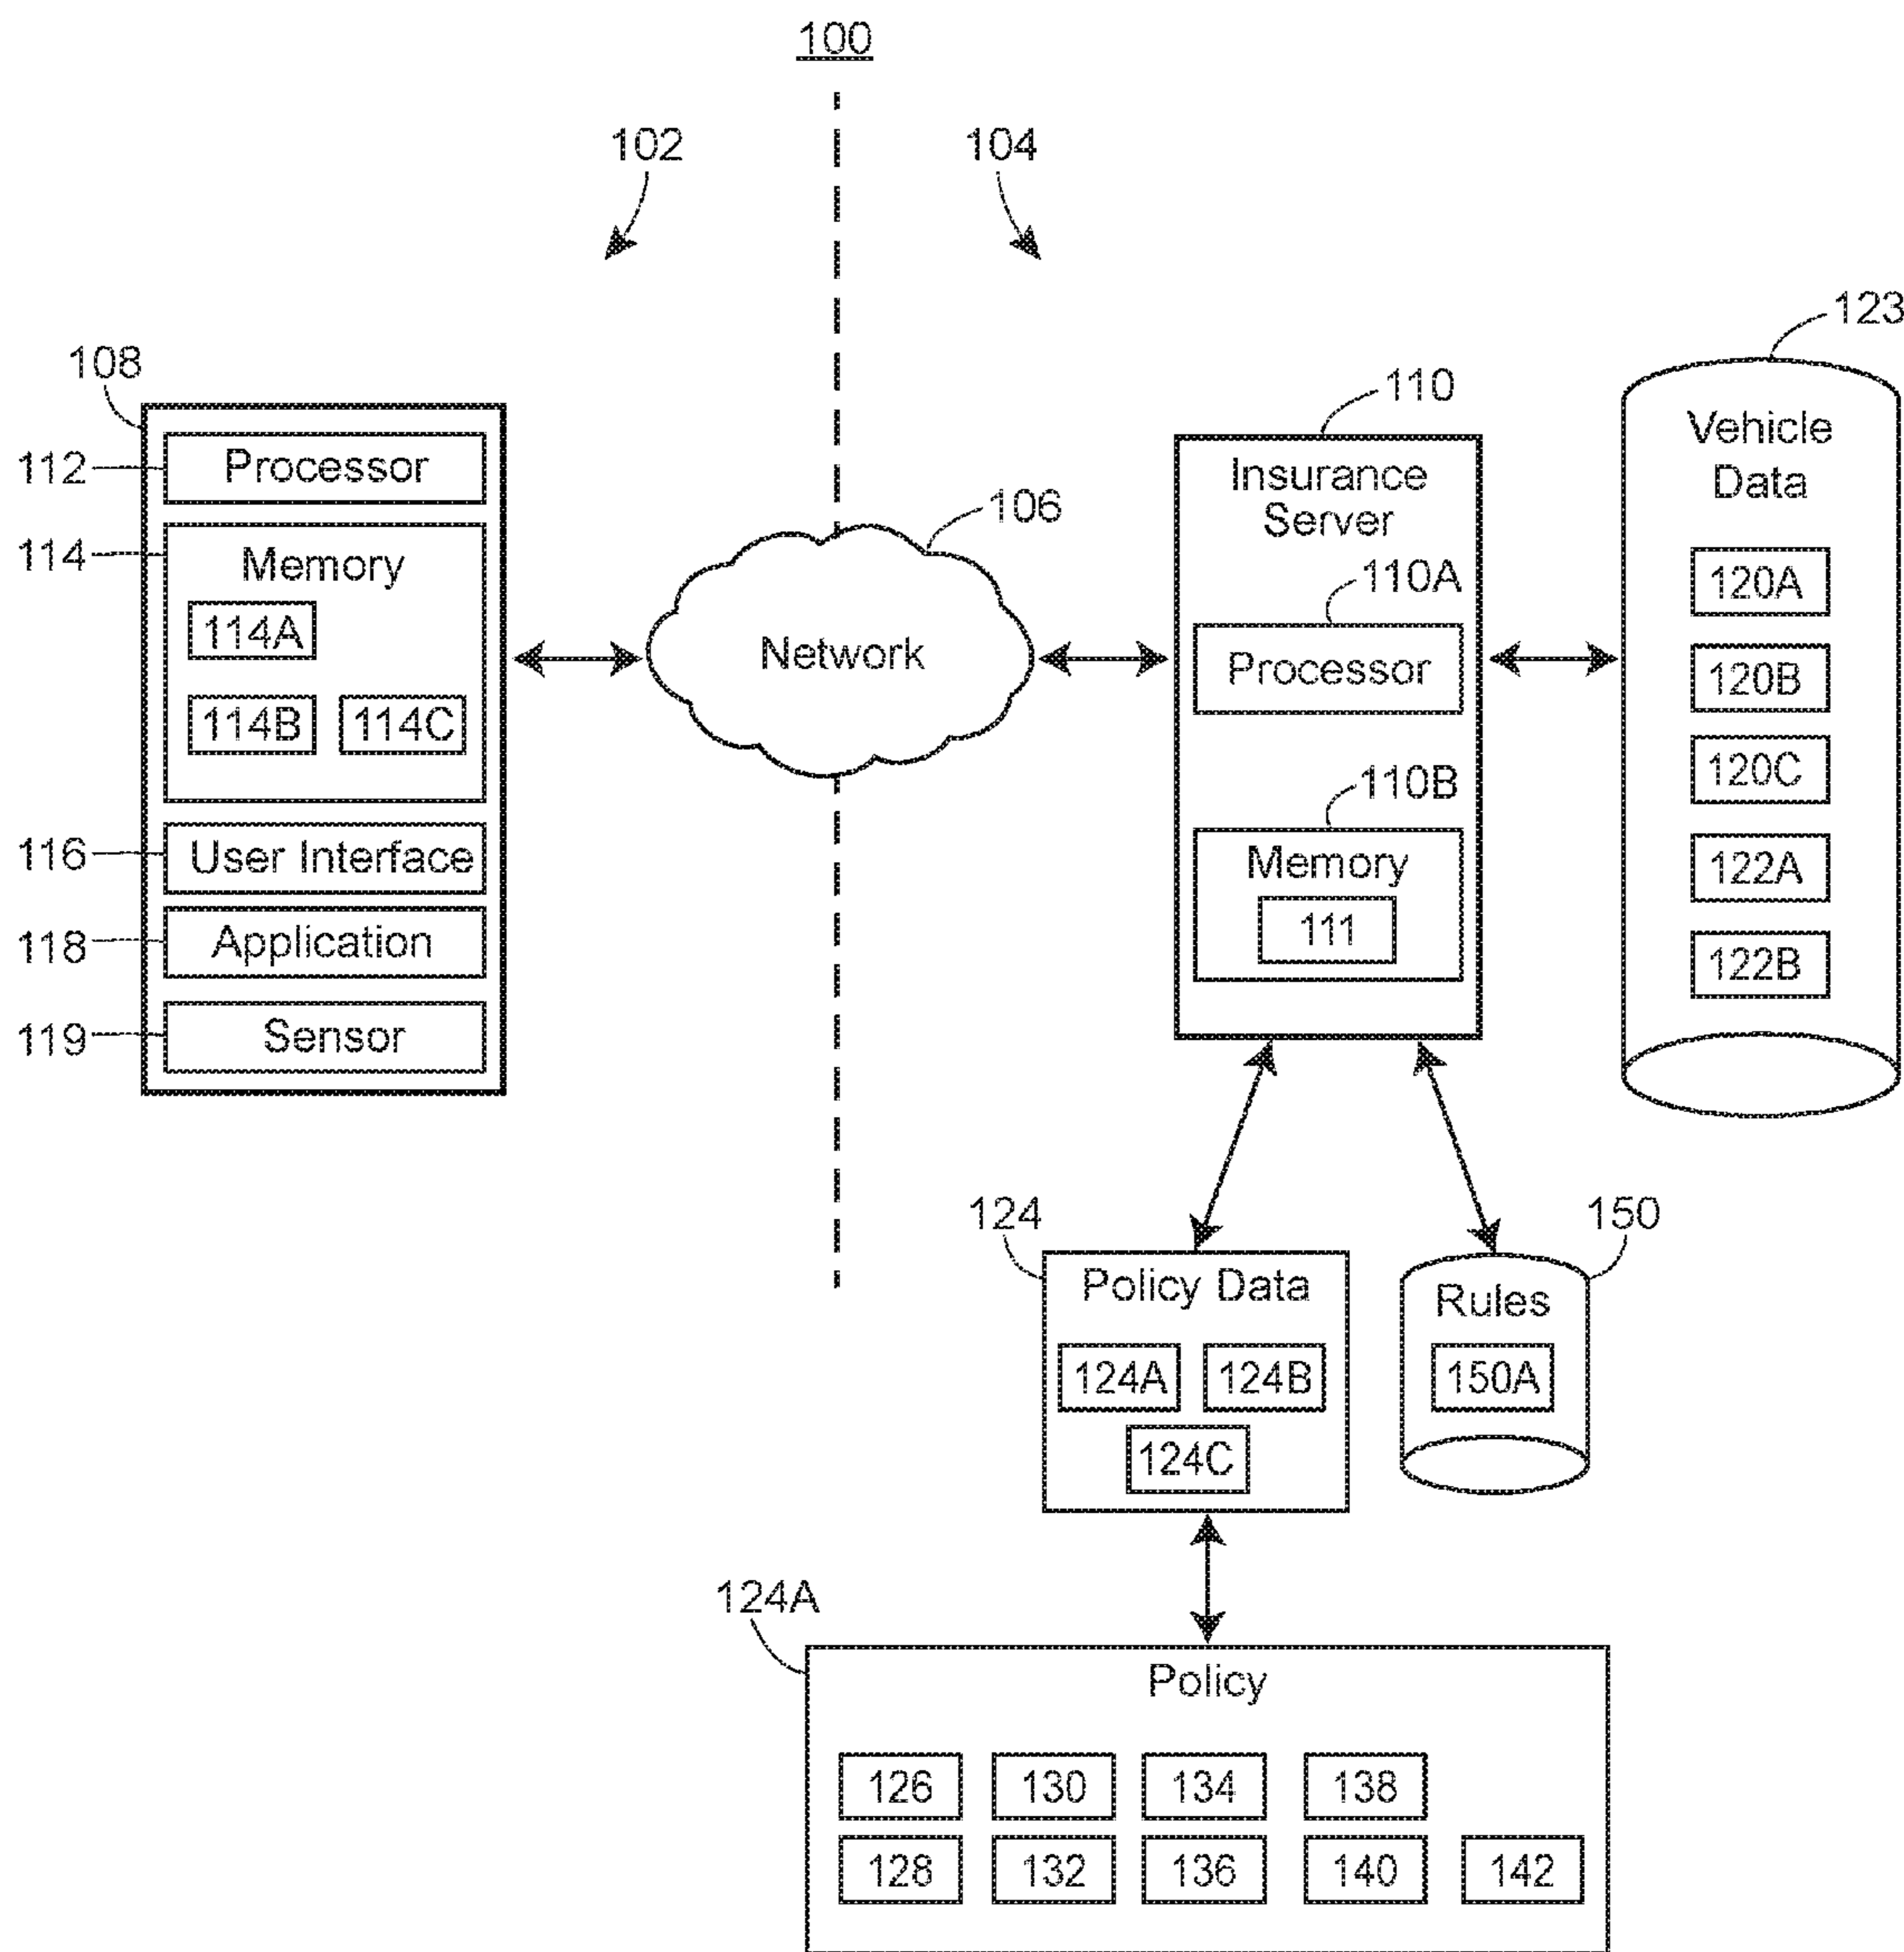 100
102
104
123
108
112
Processor
114
Memory
114A
114B 114C
116
User Interface
118
Application
119
Sensor
106
Network
110
Insurance
Server
110A
Processor
110B
Memory
111
Vehicle
Data
120A
120B
120C
122A
122B
124
Policy Data
124A 124B
124C
150
Rules
150A
124A
Policy
126 130 134 138
128 132 136 140 142